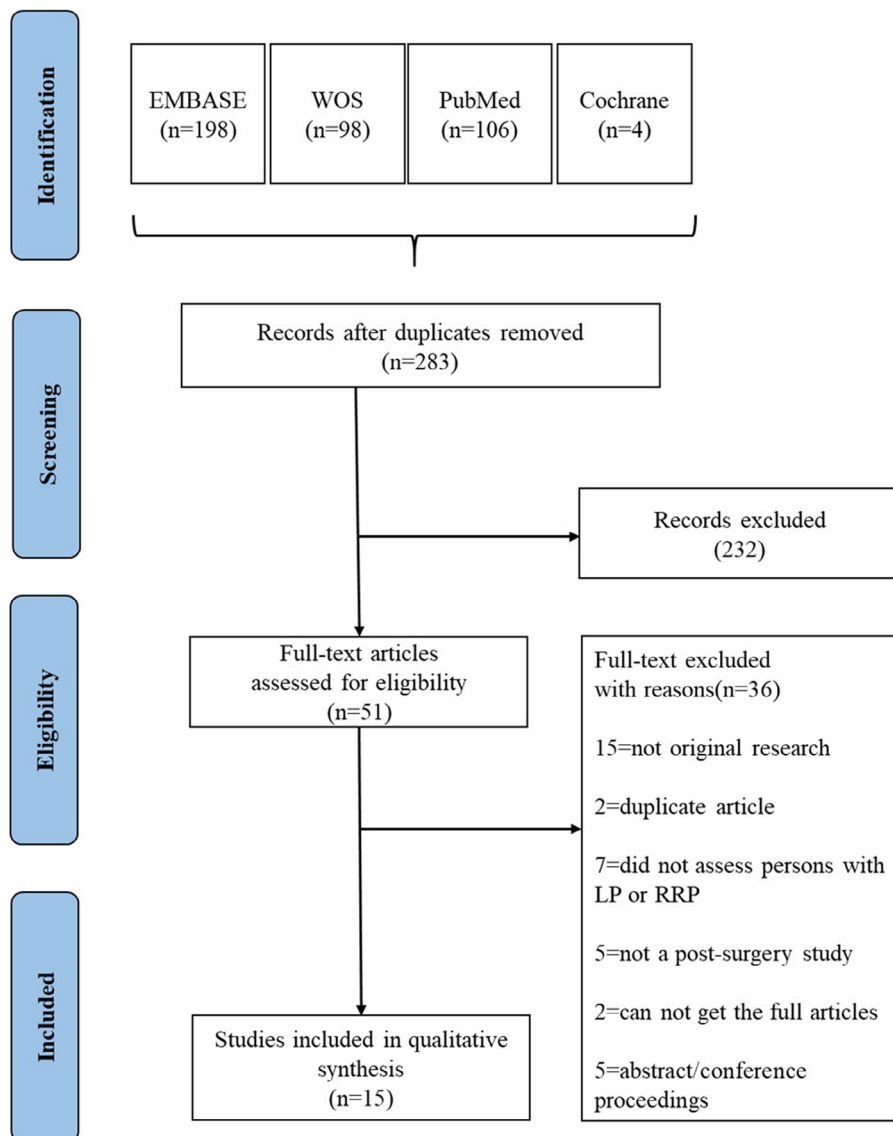 Identification
EMBASE
(n=198)
WOS
(n=98)
PubMed
(n=106)
Cochrane
(n=4)
Screening
Records after duplicates removed
(n=283)
Records excluded
(232)
Eligibility
Full-text articles
assessed for eligibility
(n=51)
Full-text excluded
with reasons(n=36)
15=not original research
2=duplicate article
7=did not assess persons with
LP or RRP
5=not a post-surgery study
2=can not get the full articles
5=abstract/conference
proceedings
Included
Studies included in qualitative
synthesis
(n=15)